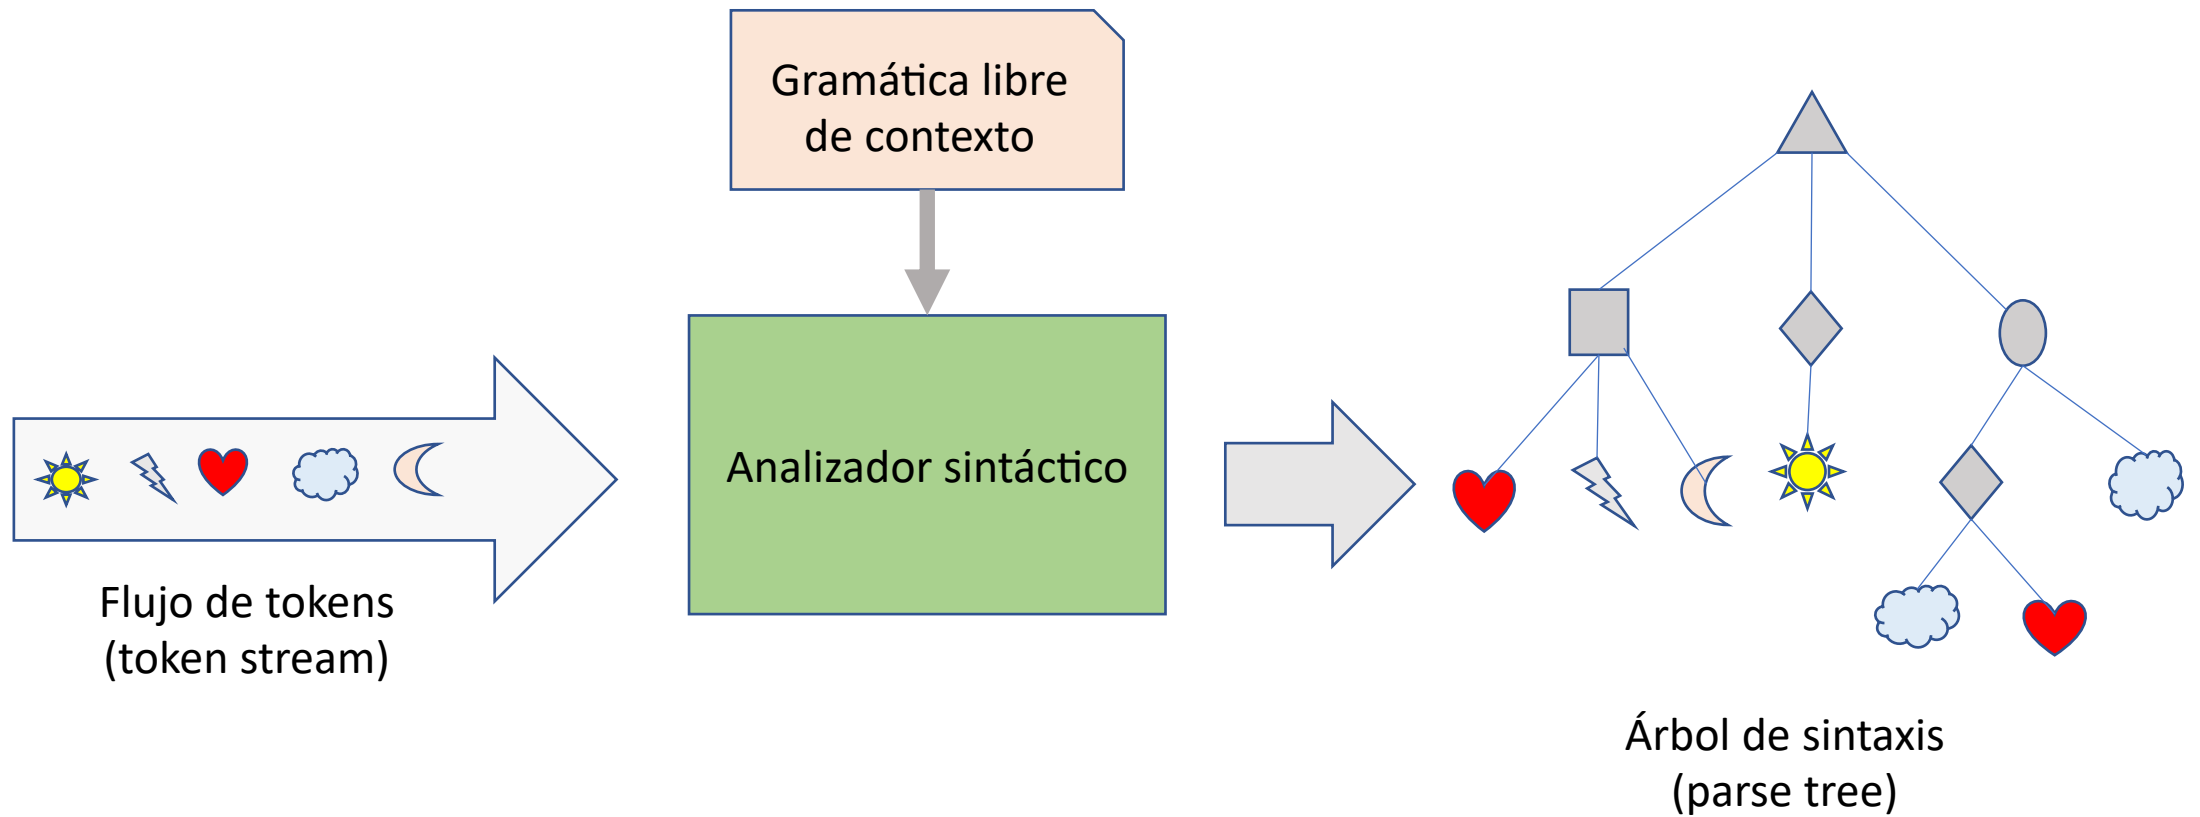 Gramática libre
de contexto
Analizador sintáctico
Flujo de tokens
(token stream)
Árbol de sintaxis
(parse tree)